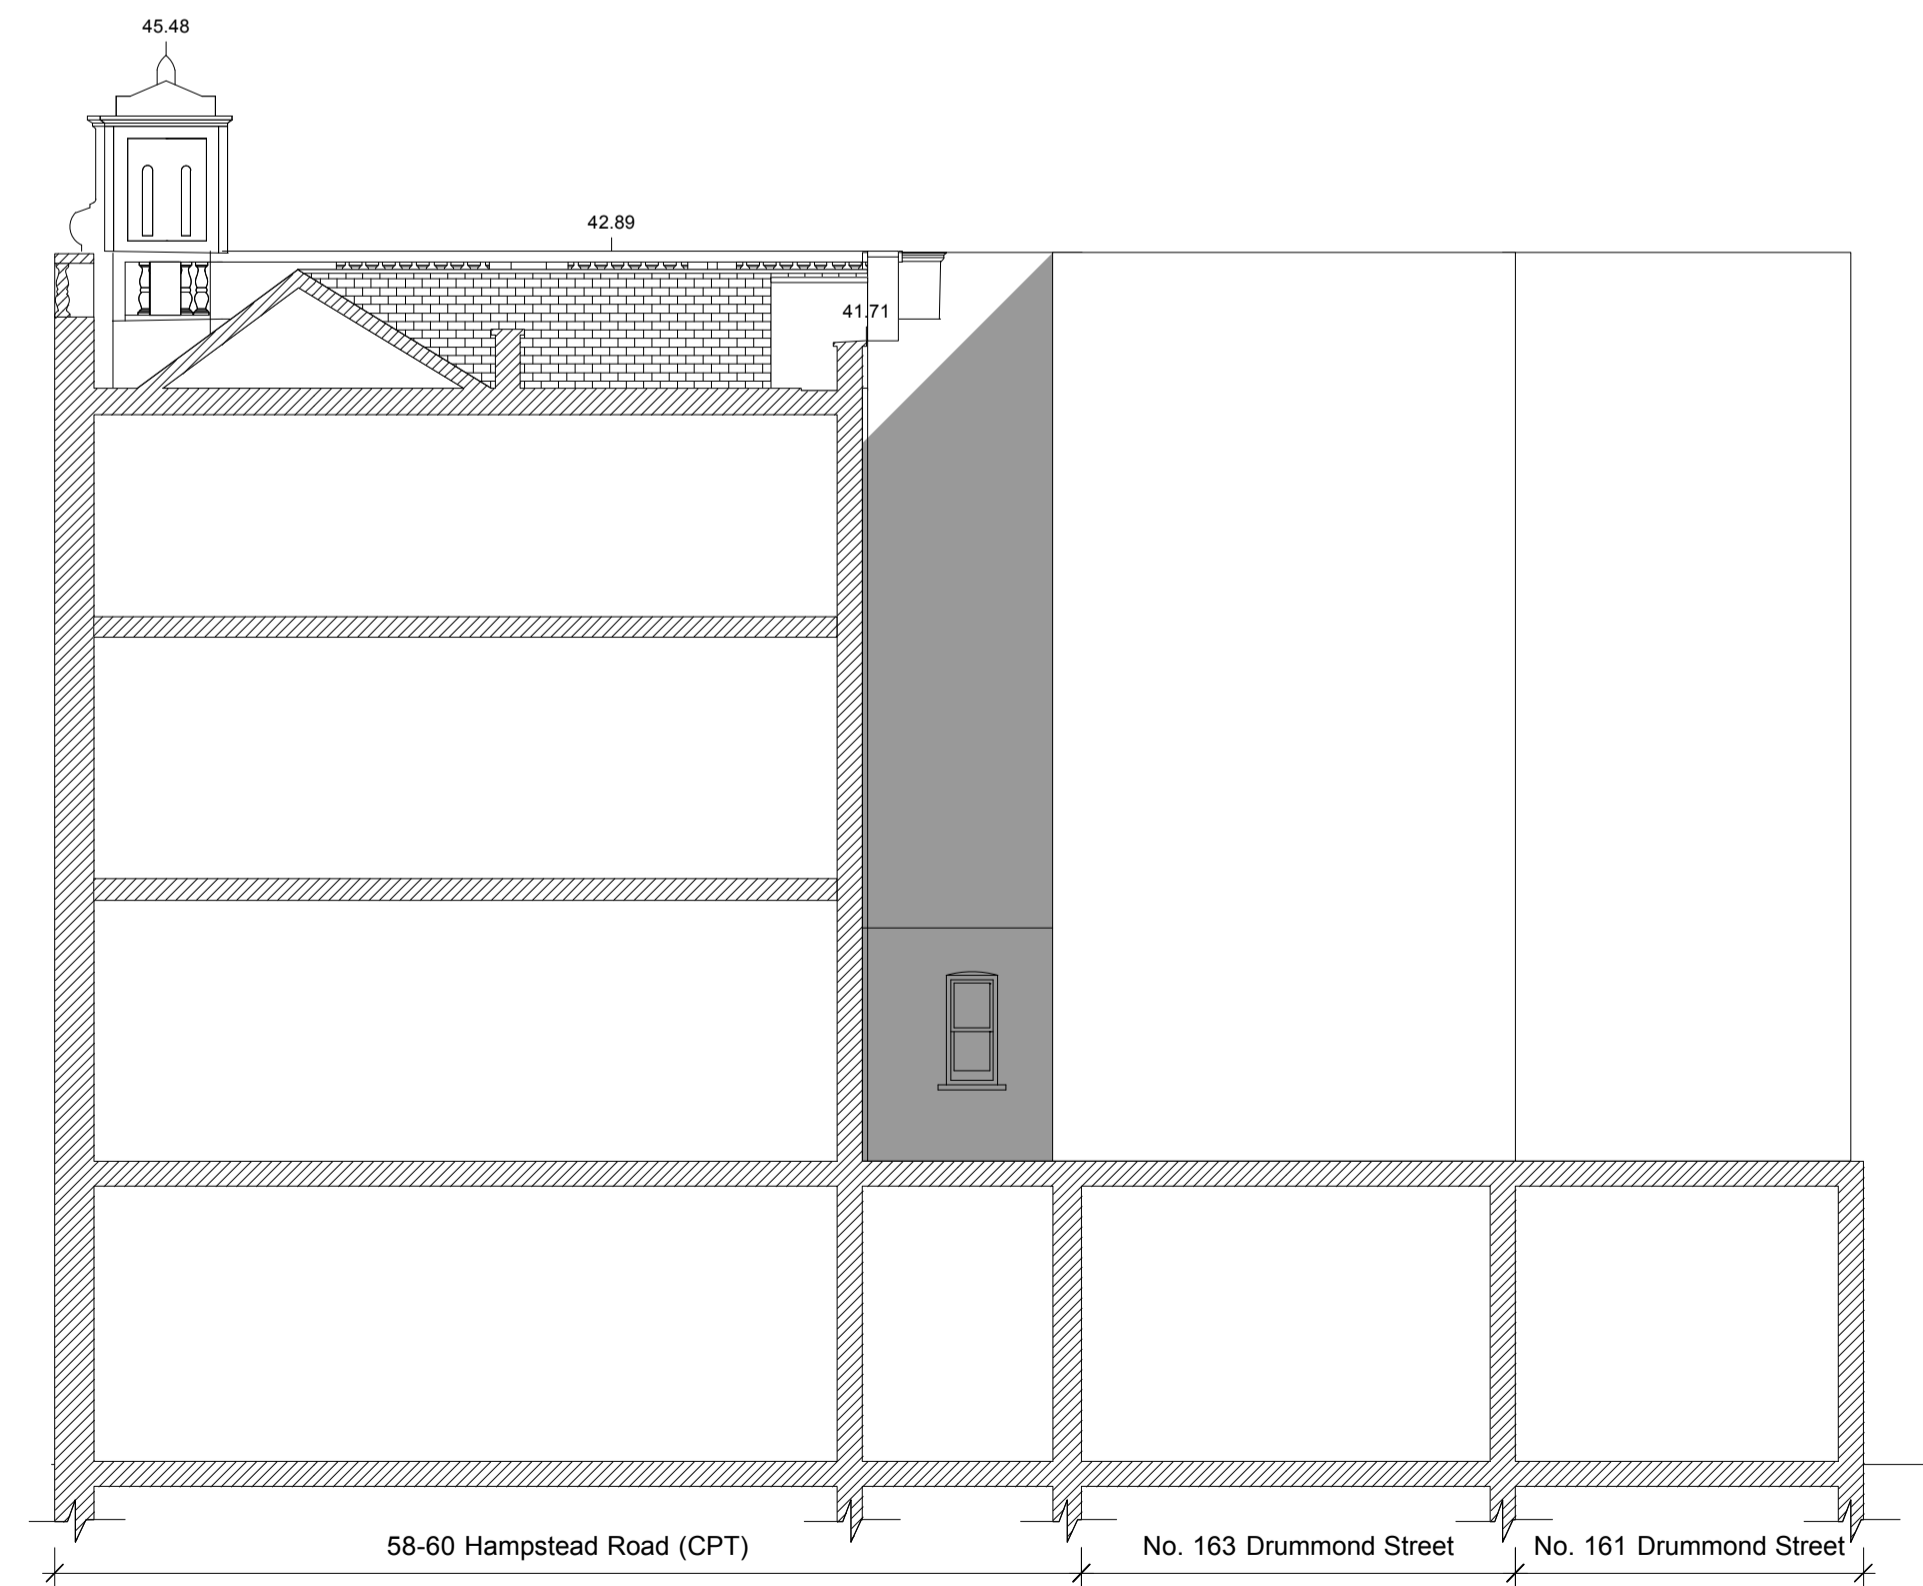 45.48
42.89
41.71
58-60 Hampstead Road (CPT)
No. 163 Drummond Street
No. 161 Drummond Street